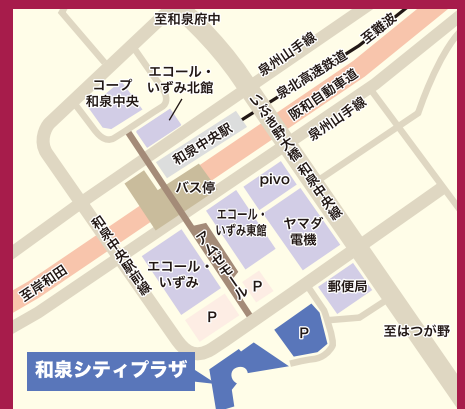 至和泉府中
泉州山手線
至難波
泉北高速鉄道
エコール・
いずみ北館
コープ
和泉中央
阪和自動車道
泉州山手線
いぶき野大橋
和泉中央線
和泉中央駅
バス停
pivo
エコール・
いずみ東館
ヤマダ
電機
アムゼモール
和泉中央駅前線
エコール・
いずみ
至岸和田
P
P
郵便局
P
至はつが野
和泉シティプラザ